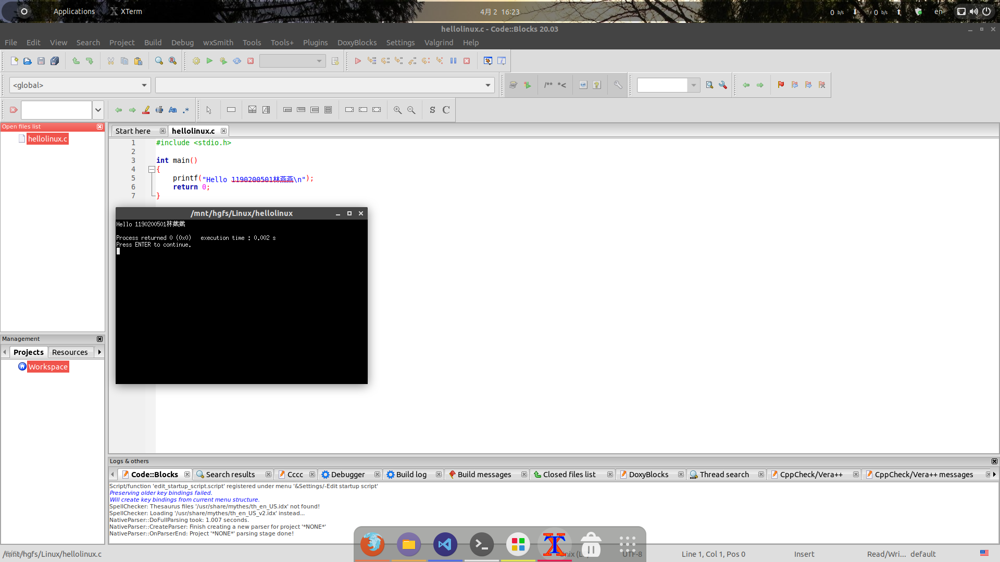 Applications XTerm 4月 2 16:23 0 b/s 0 b/s en
hellolinux.c - Code::Blocks 20.03
File Edit View Search Project Build Debug wxSmith Tools Tools+ Plugins DoxyBlocks Settings Valgrind Help
<global> /** *<
S C
Open files list
hellolinux.c
Start here hellolinux.c
1 #include <stdio.h>
2
3 int main()
4 {
5 printf("Hello 1190200501林燕燕\n");
6 return 0;
7 }
/mnt/hgfs/Linux/hellolinux
Hello 1190200501林燕燕
Process returned 0 (0x0) execution time : 0.002 s
Press ENTER to continue.
Management
Projects Resources
Workspace
Logs & others
Code::Blocks Search results Cccc Debugger Build log Build messages Closed files list DoxyBlocks Thread search CppCheck/Vera++ CppCheck/Vera++ messages
Script/function 'edit_startup_script.script' registered under menu '&Settings/-Edit startup script'
Preserving older key bindings failed.
Will create key bindings from current menu structure.
SpellChecker: Thesaurus files '/usr/share/mythes/th_en_US.idx' not found!
SpellChecker: Loading '/usr/share/mythes/th_en_US_v2.idx' instead...
NativeParser::DoFullParsing took: 1.007 seconds.
NativeParser::CreateParser: Finish creating a new parser for project '*NONE*'
NativeParser::OnParserEnd: Project '*NONE*' parsing stage done!
/mnt/hgfs/Linux/hellolinux.c UTF-8 Line 1, Col 1, Pos 0 Insert Read/Wri... default